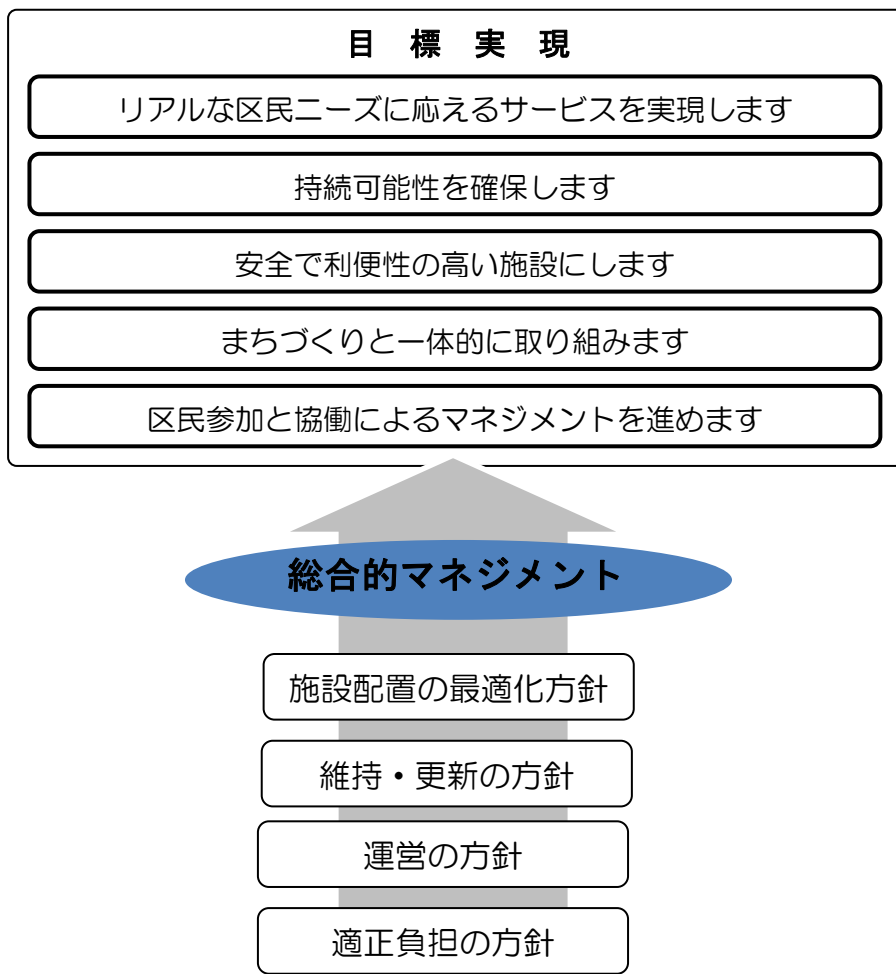 目標実現
リアルな区民ニーズに応えるサービスを実現します
持続可能性を確保します
安全で利便性の高い施設にします
まちづくりと一体的に取り組みます
区民参加と協働によるマネジメントを進めます
総合的マネジメント
施設配置の最適化方針
維持・更新の方針
運営の方針
適正負担の方針